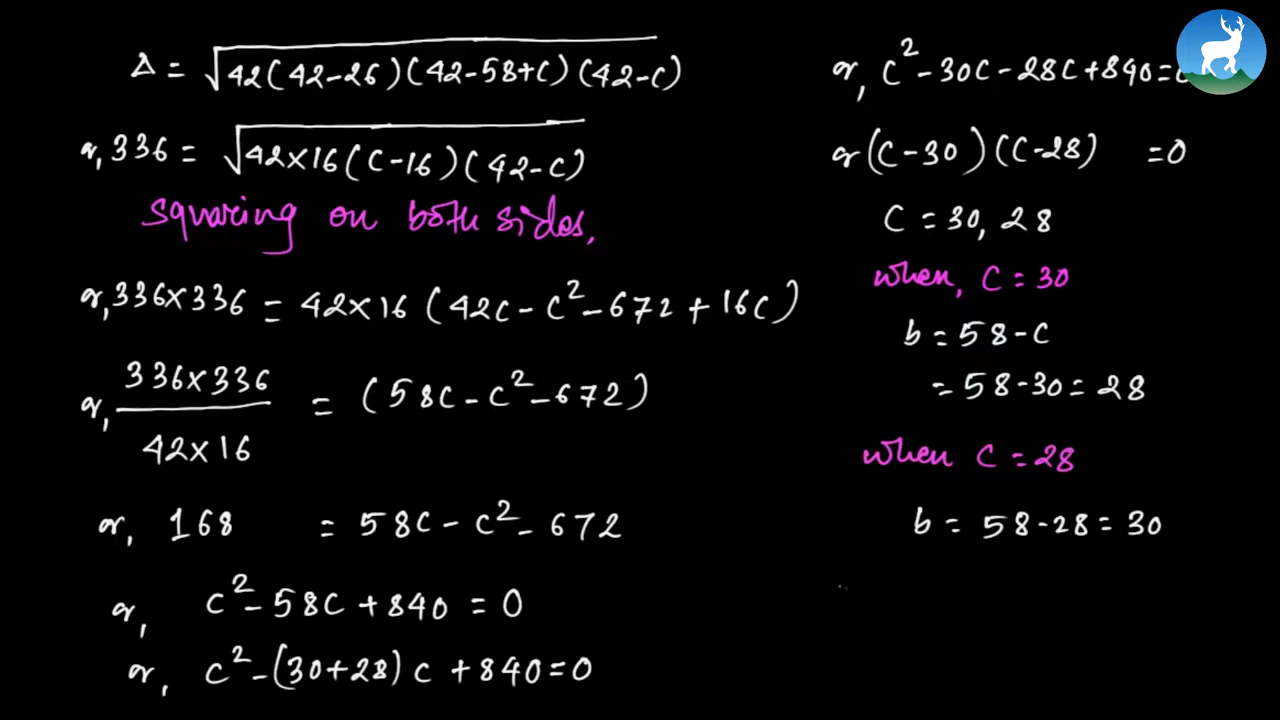 Δ = √42(42-26)(42-58+c)(42-c)
or, 336 = √42×16(c-16)(42-c)
squaring on both sides,
or, 336×336 = 42×16(42c-c²-672+16c)
or, 336×336/42×16 = (58c-c²-672)
or, 168 = 58c-c²-672
or, c²-58c+840=0
or, c²-(30+28)c+840=0
or, c²-30c-28c+840=0
or (c-30)(c-28) =0
c = 30, 28
when, c = 30
b = 58-c
= 58-30 = 28
when c = 28
b = 58-28 = 30